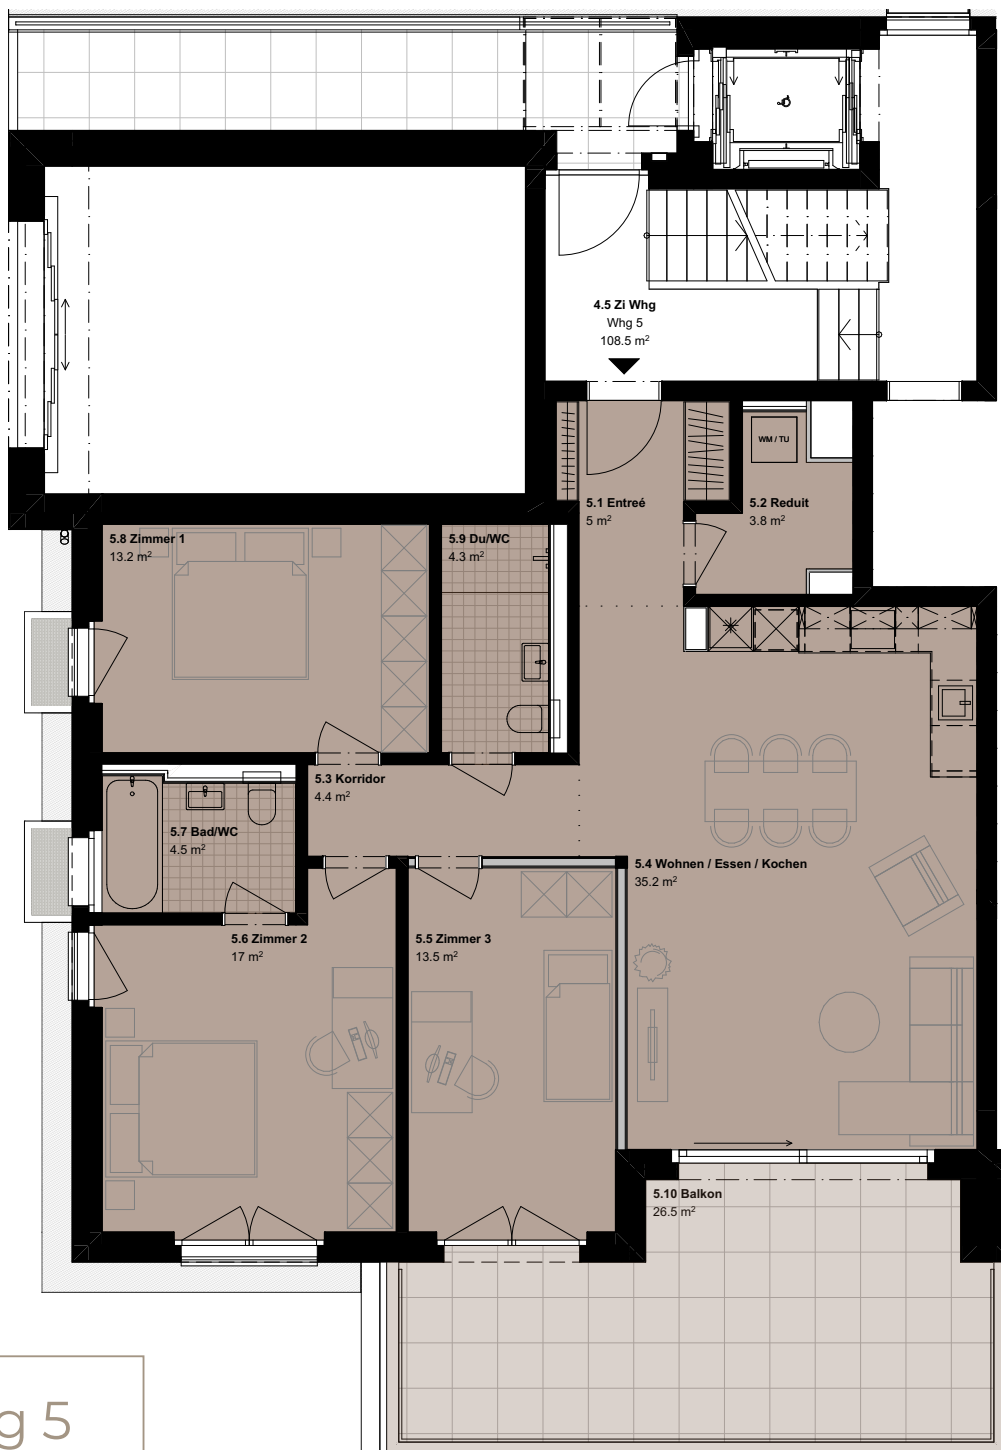 4.5 Zi Whg
Whg 5
108.5 m²
WM / TU
5.1 Entreé
5 m²
5.2 Reduit
3.8 m²
5.8 Zimmer 1
13.2 m²
5.9 Du/WC
4.3 m²
5.3 Korridor
4.4 m²
5.7 Bad/WC
4.5 m²
5.4 Wohnen / Essen / Kochen
35.2 m²
5.6 Zimmer 2
17 m²
5.5 Zimmer 3
13.5 m²
5.10 Balkon
26.5 m²
g 5